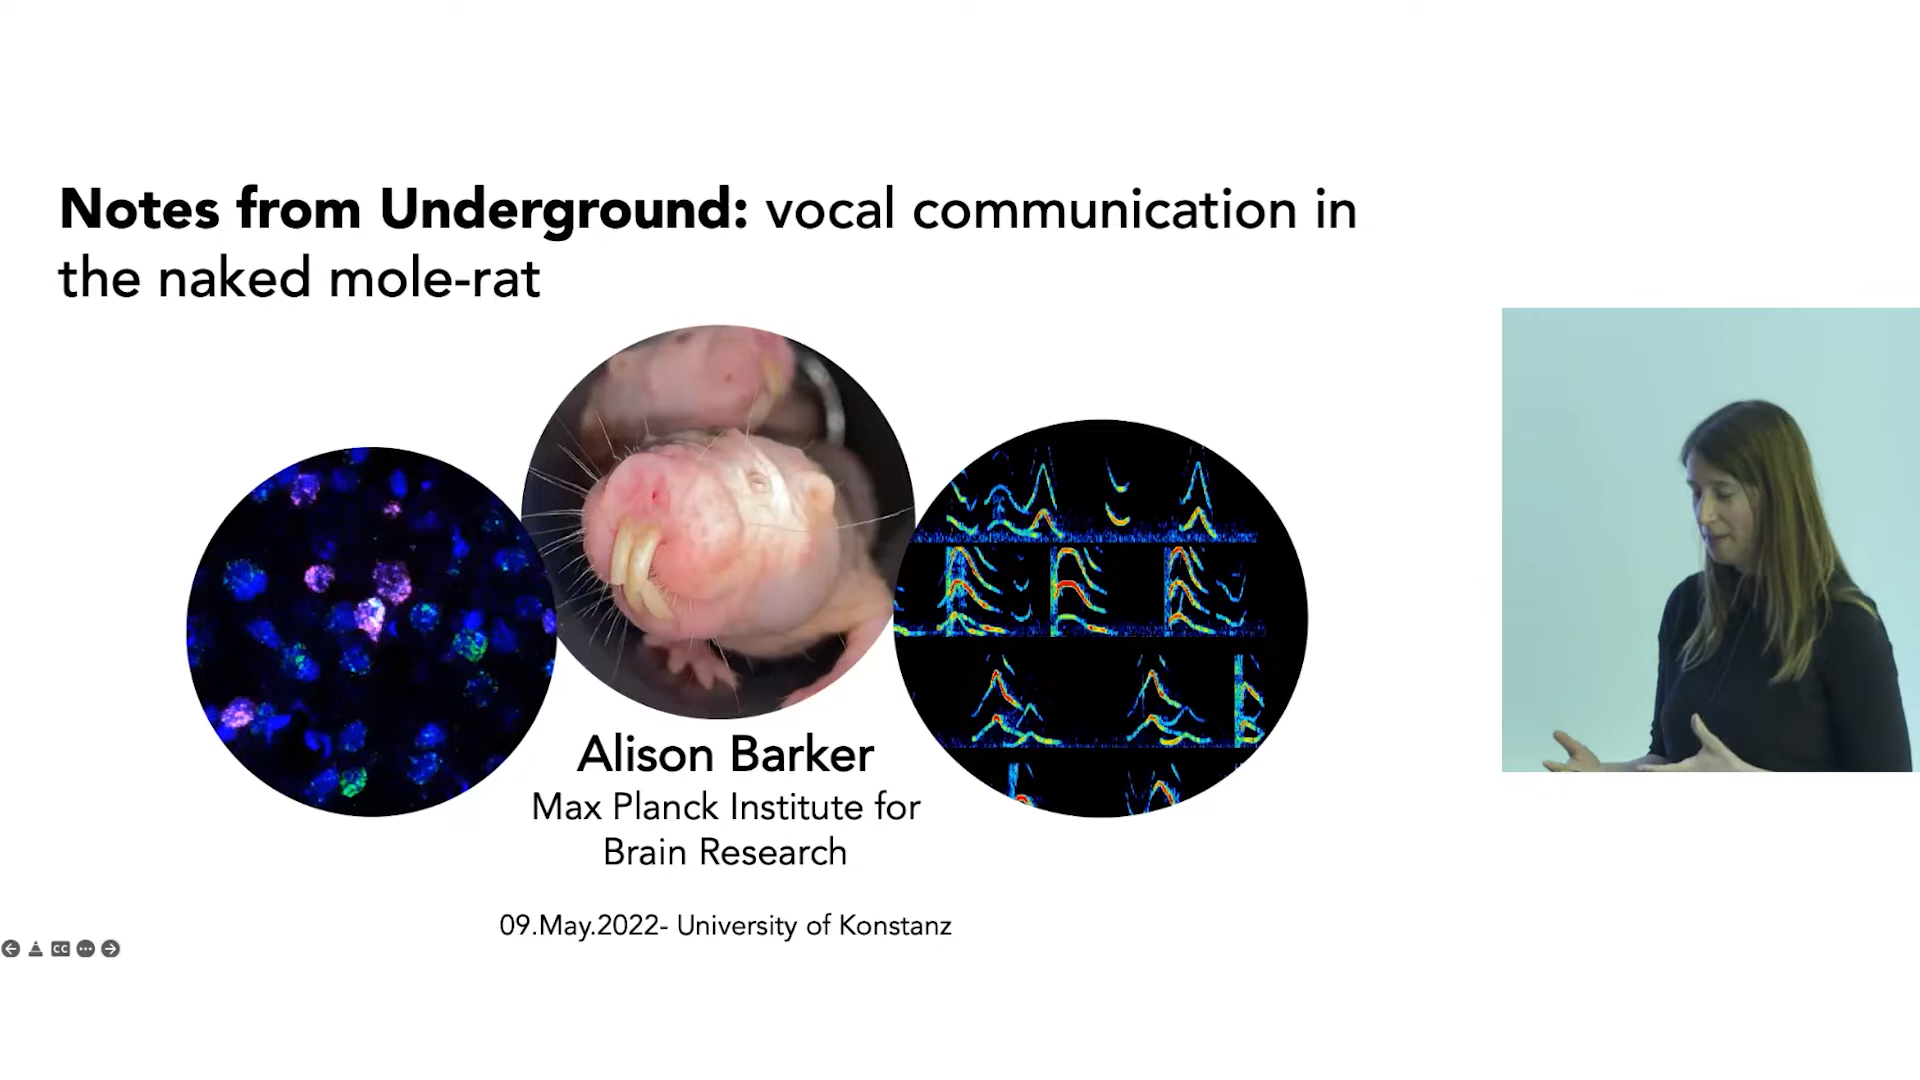 Notes from Underground: vocal communication in
the naked mole-rat
Alison Barker
Max Planck Institute for
Brain Research
09.May.2022- University of Konstanz
CC